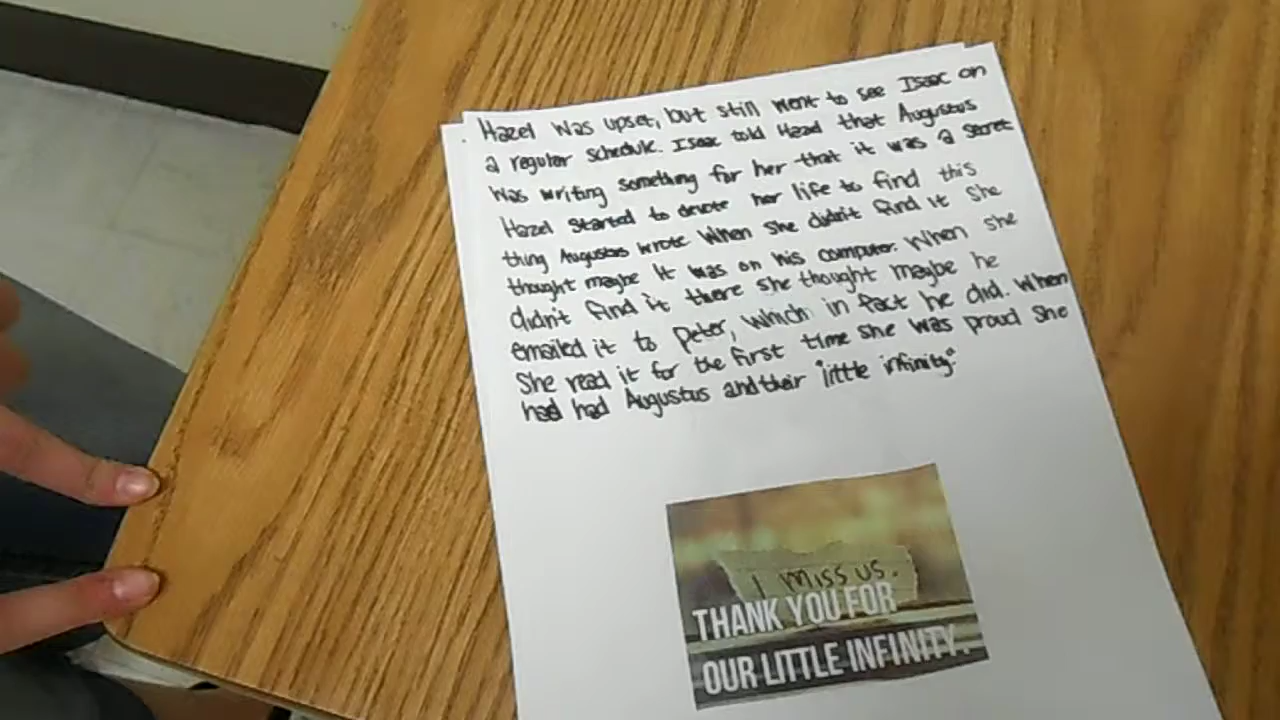 Hazel was upset, but still went to see Isaac on
a regular schedule. Isaac told Hazel that Augustus
was writing something for her that it was a secret
Hazel started to devote her life to find this
thing Augustus wrote When she didn't find it she
thought maybe it was on his computer. When she
didn't find it there she thought maybe he
emailed it to Peter, which in fact he did. When
She read it for the first time she was proud She
had had Augustus and their "little infinity"
I MISS US.
THANK YOU FOR
OUR LITTLE INFINITY.